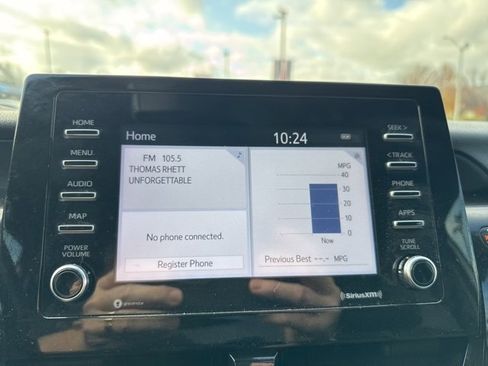 HOME
MENU
AUDIO
MAP
POWER
VOLUME
Home
10:24
FM 105.5
THOMAS RHETT
UNFORGETTABLE
No phone connected.
Register Phone
MPG
40
30
20
10
0
Now
Previous Best --.- MPG
SEEK >
< TRACK
PHONE
APPS
TUNE
SCROLL
SiriusXM